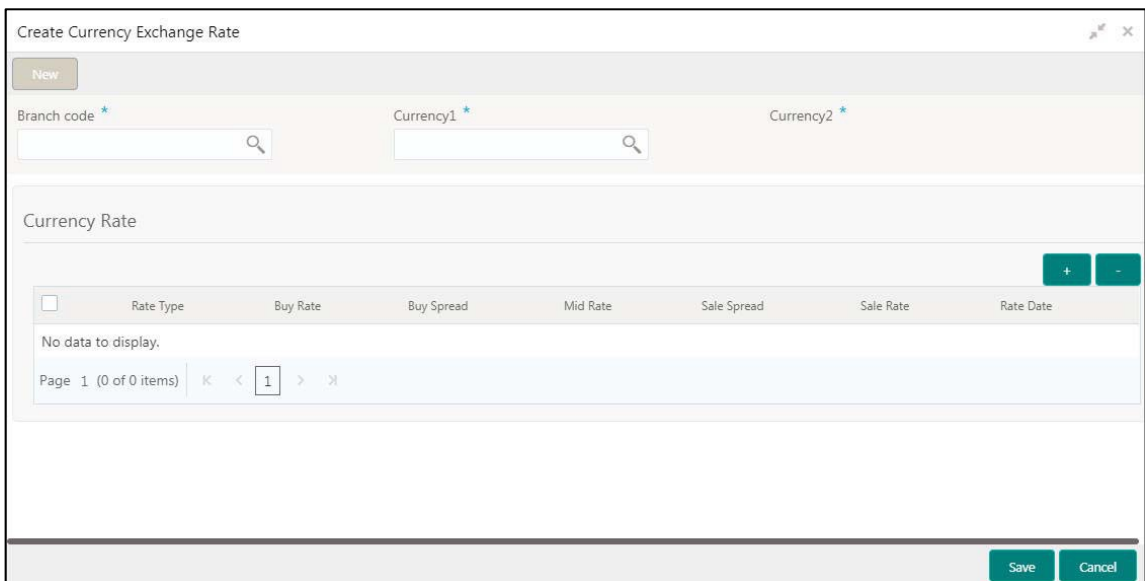 Create Currency Exchange Rate
New
Branch code * Currency1 * Currency2 *
Currency Rate
+ -
Rate Type Buy Rate Buy Spread Mid Rate Sale Spread Sale Rate Rate Date
No data to display.
Page 1 (0 of 0 items) 1
Save Cancel